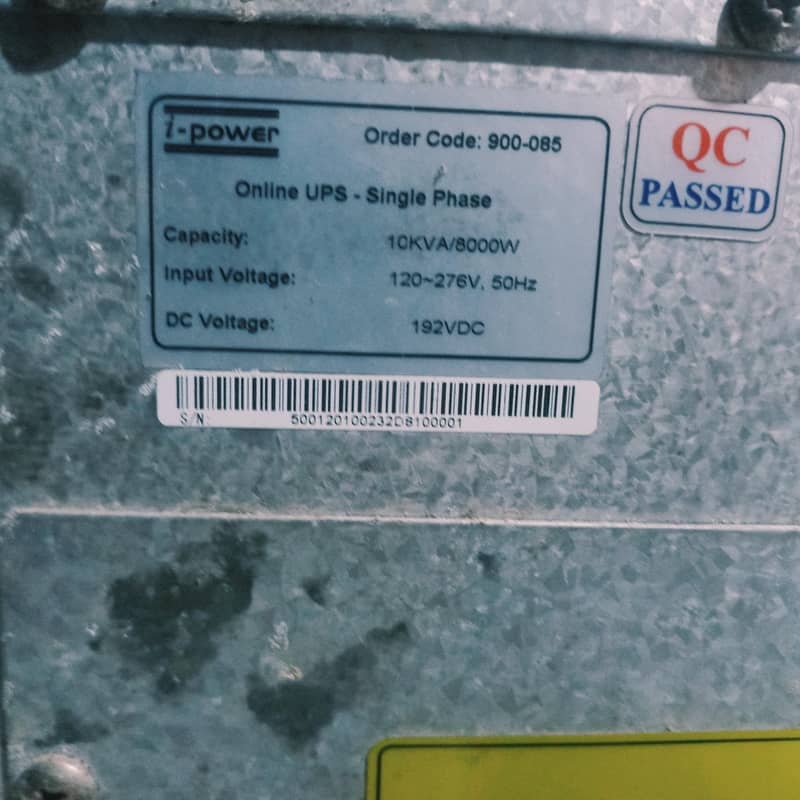 i-power
Order Code: 900-085
Online UPS - Single Phase
Capacity: 10KVA/8000W
Input Voltage: 120~276V, 50Hz
DC Voltage: 192VDC
S/N: 500120100232D8100001
QC
PASSED